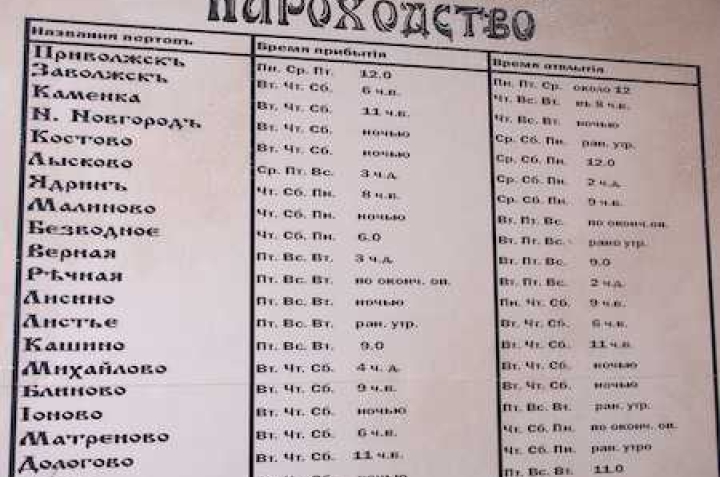 ПАРОХОДСТВО
Названия портовъ Время прибытія Время отплытія
Приволжскъ Пн. Ср. Пт. 12.0 Пн. Пт. Ср. около 12
Заволжскъ Вт. Чт. Сб. 6 ч.в. Чт. Вс. Вт. въ 8 ч.в.
Каменка Вт. Чт. Сб. 11 ч.в. Чт. Вс. Вт. ночью
Н. Новгородъ Вт. Чт. Сб. ночью Ср. Сб. Пн. ран. утр.
Костово Вт. Чт. Сб. ночью Ср. Сб. Пн. 12.0
Лысково Ср. Пт. Вс. 3 ч.д. Ср. Сб. Пн. 2 ч.д.
Ядринъ Чт. Сб. Пн. 8 ч.в. Ср. Сб. Пн. 9 ч.в.
Малиново Чт. Сб. Пн. ночью Вт. Пт. Вс. по оконч.оп.
Безводное Чт. Сб. Пн. 6.0 Вт. Пт. Вс. рано утр.
Верная Пт. Вс. Вт. 3 ч.д. Вт. Пт. Вс. 9.0
Рѣчная Пт. Вс. Вт. по оконч. оп. Вт. Пт. Вс. 2 ч.д.
Лисино Пт. Вс. Вт. ночью Пн. Чт. Сб. 9 ч.в.
Листье Пт. Вс. Вт. ран. утр. Вт. Чт. Сб. 6 ч.в.
Кашино Пт. Вс. Вт. 9.0 Вт. Чт. Сб. 11 ч.в.
Михайлово Вт. Чт. Сб. 4 ч.д. Вт. Чт. Сб. ночью
Блиново Вт. Чт. Сб. 9 ч.в. Вт. Чт. Сб. ночью
Іоново Вт. Чт. Сб. ночью Пт. Вс. Вт. ран. утр.
Матреново Вт. Чт. Сб. 6 ч.в. Чт. Сб. Пн. по оконч. оп.
Дологово Вт. Чт. Сб. 11 ч.в. Чт. Сб. Пн. ран. утро
ночью Пт. Вс. Вт. 11.0